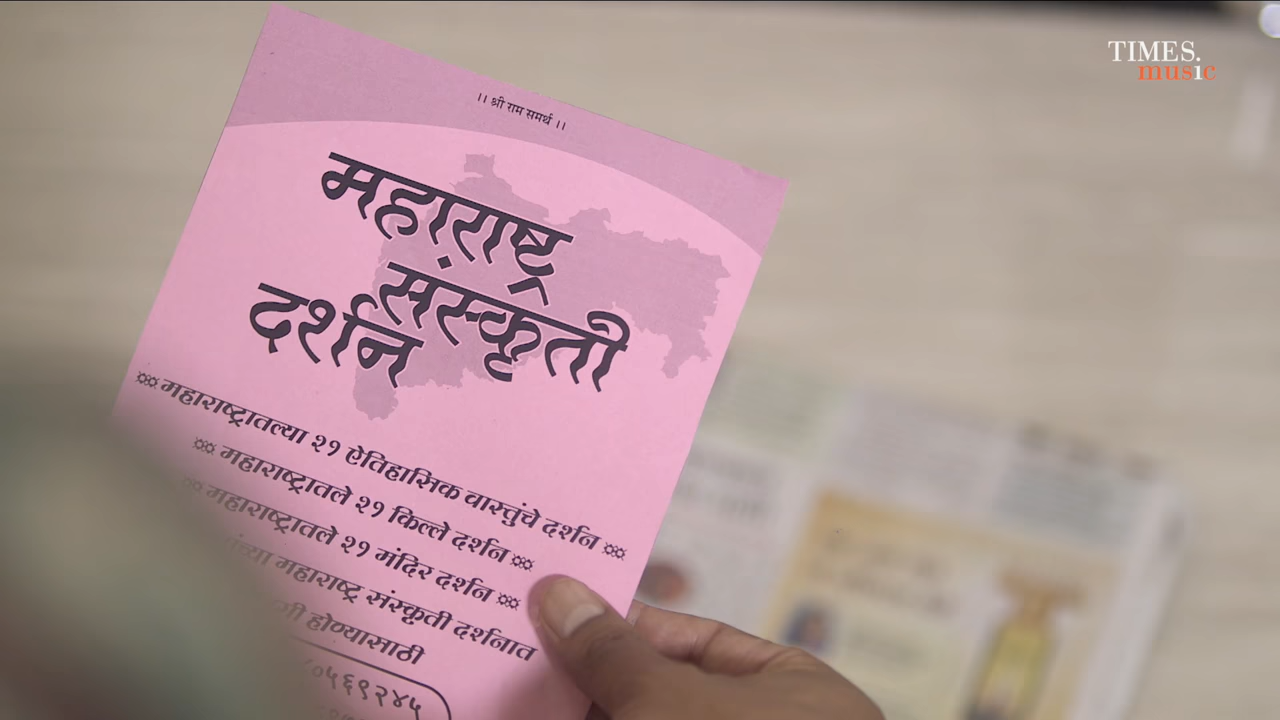 TIMES.
music
।। श्री राम समर्थ ।।
महाराष्ट्र
संस्कृती
दर्शन
¤¤ महाराष्ट्रातल्या २१ ऐतिहासिक वास्तुंचे दर्शन ¤¤
¤¤ महाराष्ट्रातले २१ किल्ले दर्शन ¤¤
¤¤ महाराष्ट्रातले २१ मंदिर दर्शन ¤¤
महाराष्ट्र संस्कृती दर्शनात
होण्यासाठी
०५६९२४५